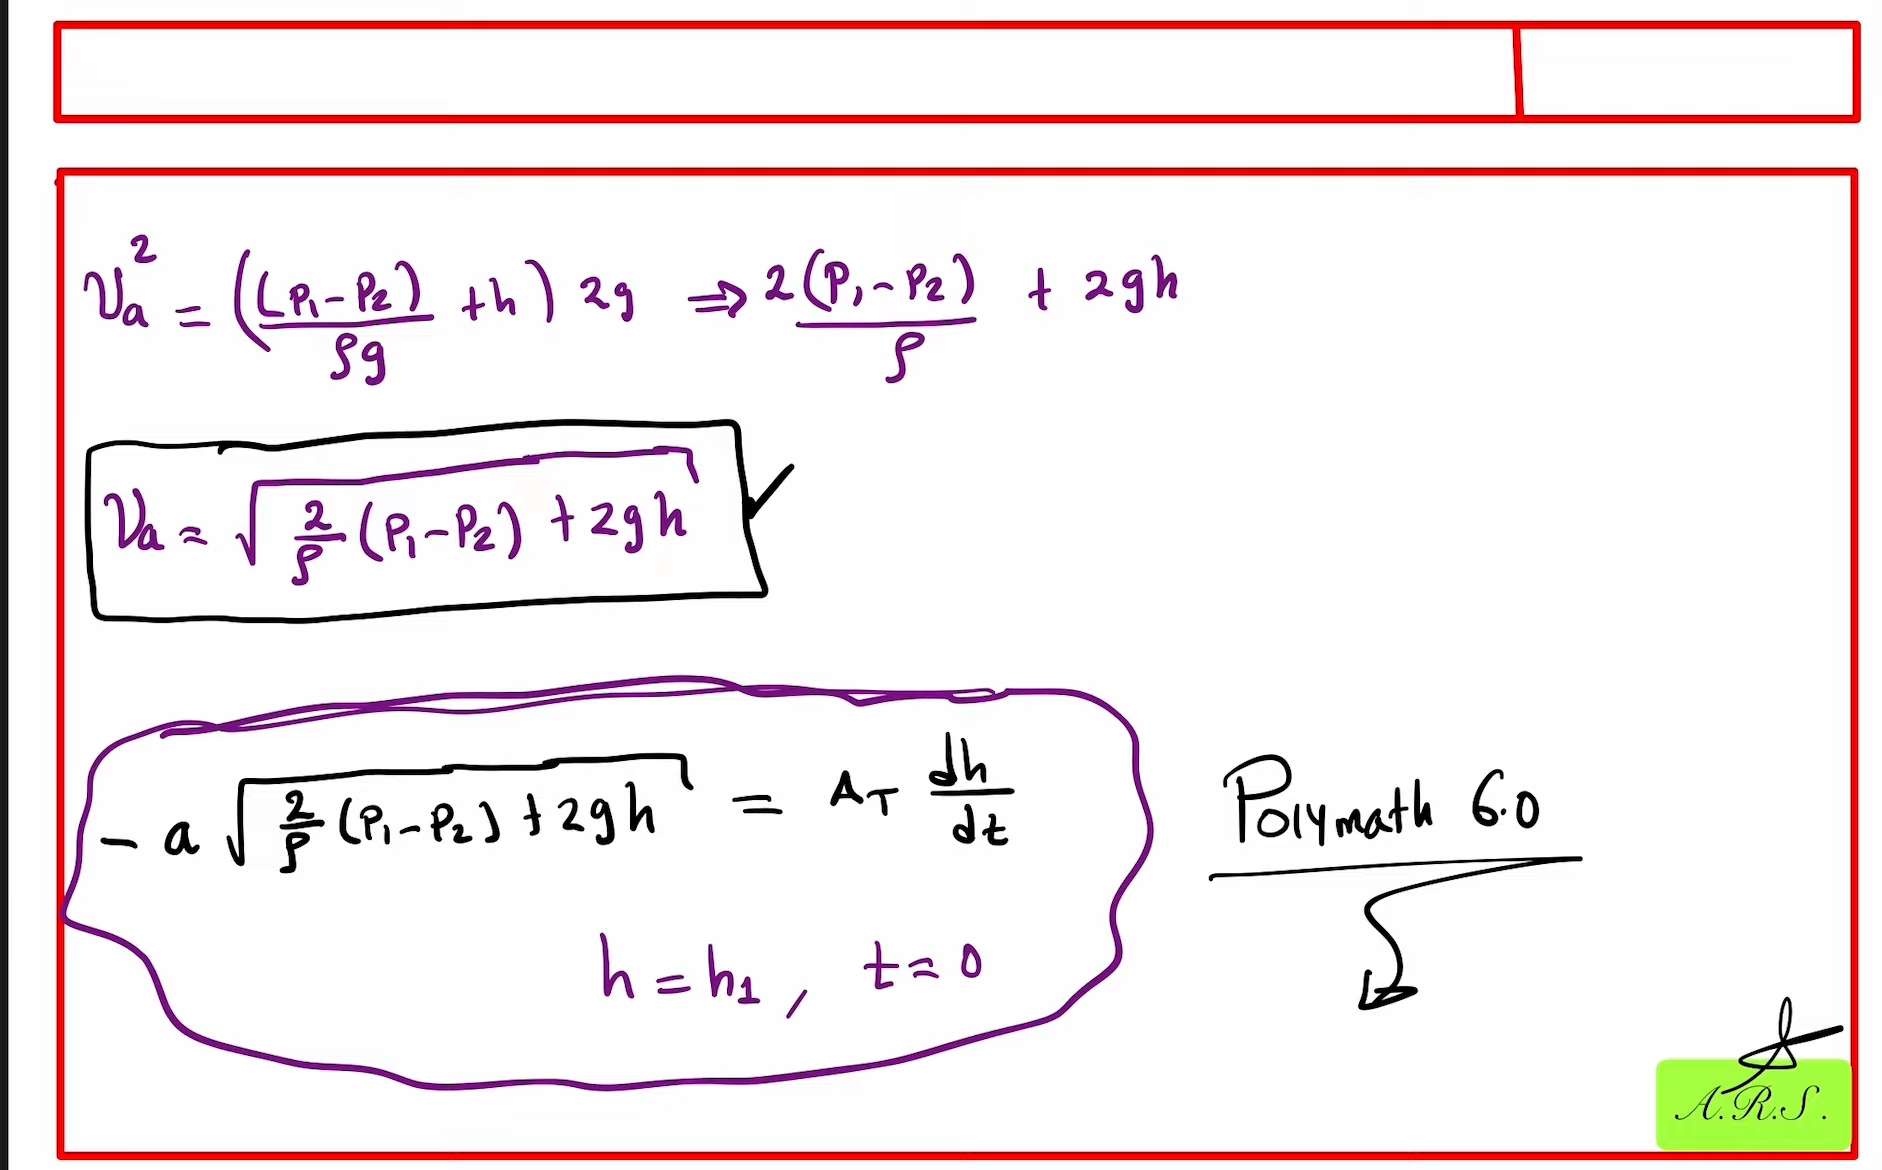 Va² = ((P₁-P₂)/ρg + h) 2g ⇒ 2(P₁-P₂)/ρ + 2gh
Va = √(2/ρ (P₁-P₂) + 2gh)
- a √(2/ρ (P₁-P₂) + 2gh) = A_T dh/dt
Polymath 6.0
h = h₁, t = 0
A.R.S.